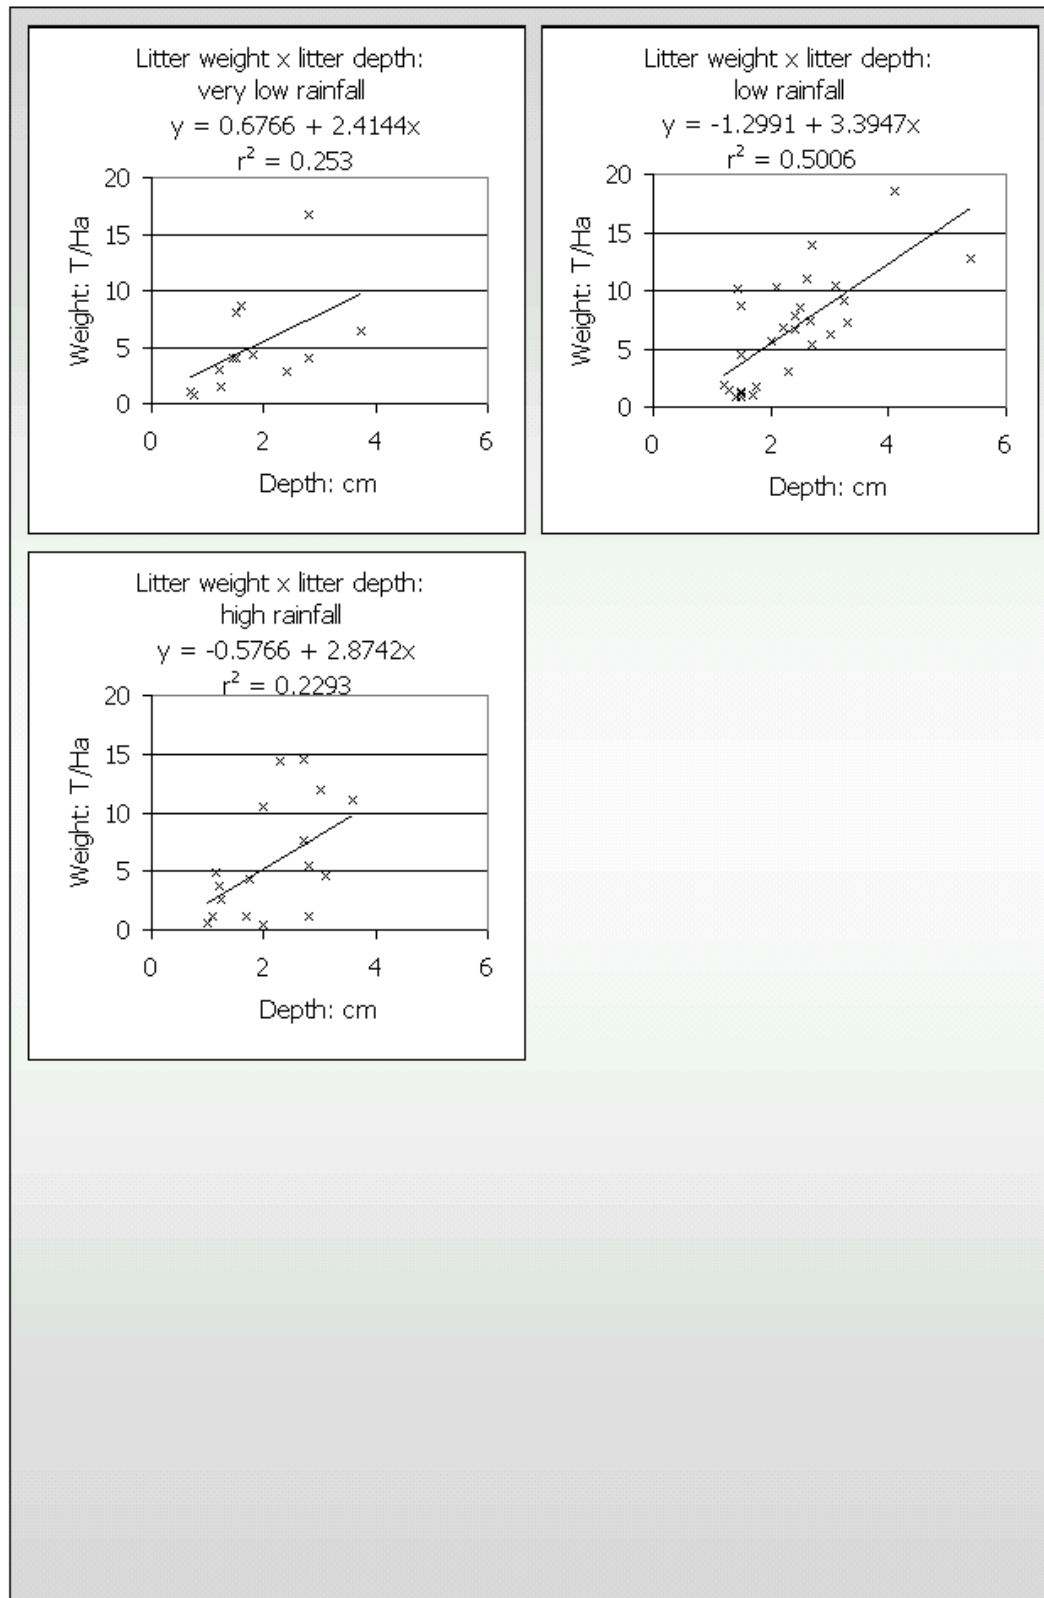 Litter weight x litter depth:
very low rainfall
y = 0.6766 + 2.4144x
r² = 0.253
20
15
10
5
0
Weight: T/Ha
0 2 4 6
Depth: cm
Litter weight x litter depth:
low rainfall
y = -1.2991 + 3.3947x
r² = 0.5006
20
15
10
5
0
Weight: T/Ha
0 2 4 6
Depth: cm
Litter weight x litter depth:
high rainfall
y = -0.5766 + 2.8742x
r² = 0.2293
20
15
10
5
0
Weight: T/Ha
0 2 4 6
Depth: cm